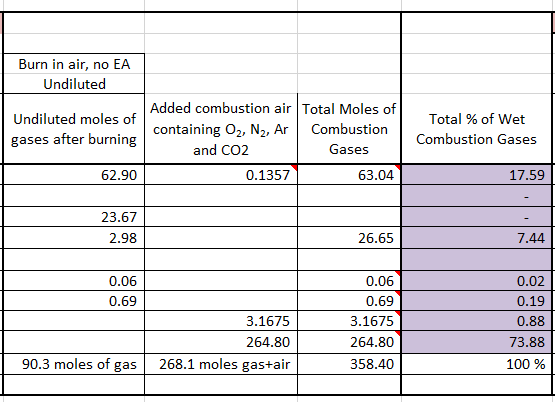 Burn in air, no EA
Undiluted
Undiluted moles of
gases after burning
Added combustion air
containing O₂, N₂, Ar
and CO2
Total Moles of
Combustion
Gases
Total % of Wet
Combustion Gases
62.90 0.1357 63.04 17.59
-
23.67 -
2.98 26.65 7.44
0.06 0.06 0.02
0.69 0.69 0.19
3.1675 3.1675 0.88
264.80 264.80 73.88
90.3 moles of gas 268.1 moles gas+air 358.40 100 %